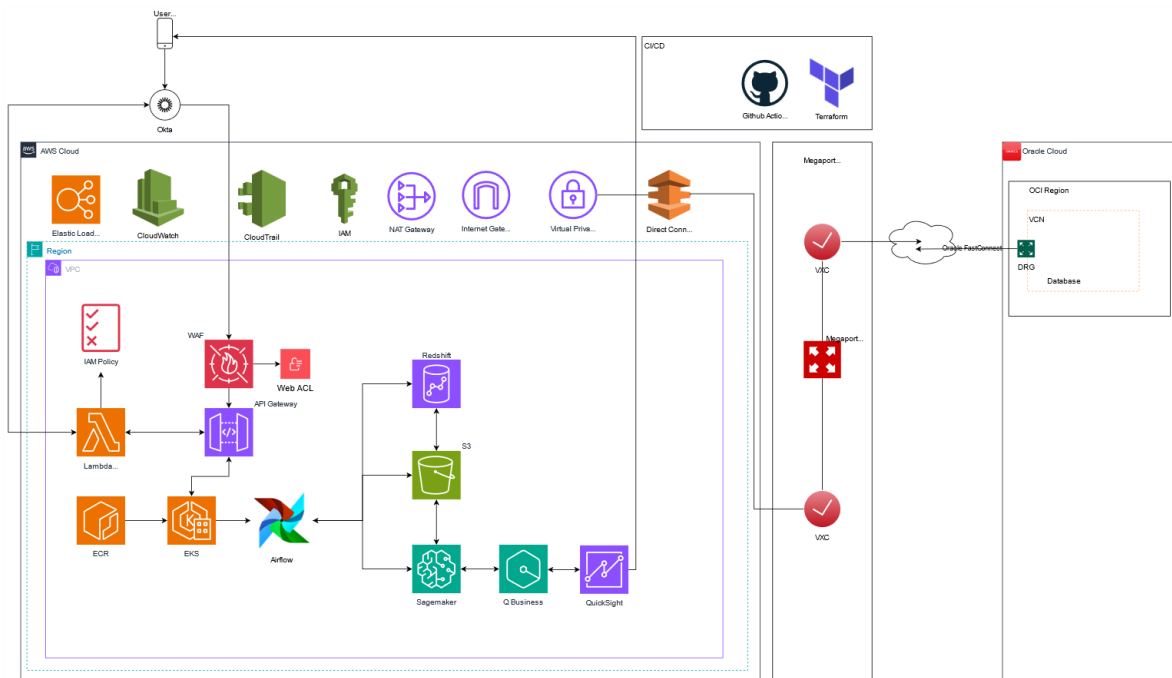 User...
CI/CD
Github Actio...
Terraform
Okta
aws
AWS Cloud
Megaport...
Oracle Cloud
OCI Region
Elastic Load...
CloudWatch
CloudTrail
IAM
NAT Gateway
Internet Gate...
Virtual Priva...
Direct Conn...
VCN
Region
Oracle FastConnect
VPC
VXC
DRG
Database
WAF
Megaport...
IAM Policy
Redshift
Web ACL
API Gateway
S3
Lambda...
VXC
ECR
EKS
Airflow
Sagemaker
Q Business
QuickSight